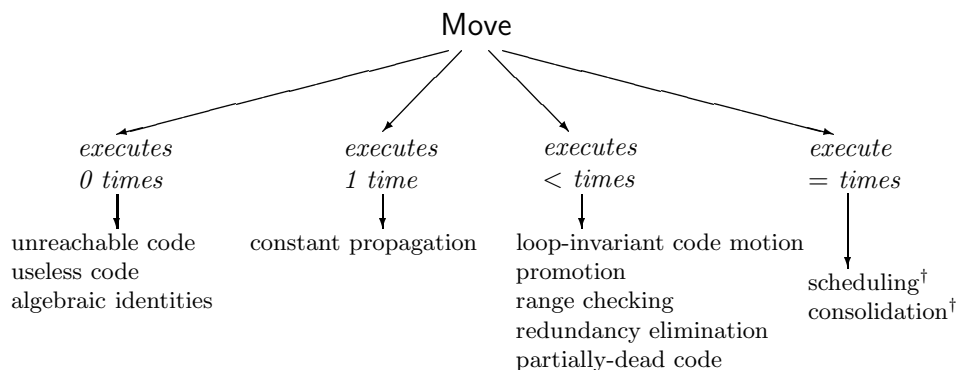 Move
executes
0 times
executes
1 time
executes
< times
execute
= times
unreachable code
useless code
algebraic identities
constant propagation
loop-invariant code motion
promotion
range checking
redundancy elimination
partially-dead code
scheduling†
consolidation†